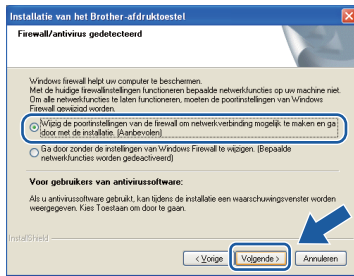 Installatie van het Brother-afdruktoestel
Firewall/antivirus gedetecteerd
Windows firewall helpt uw computer te beschermen.
Met de huidige firewallinstellingen functioneren bepaalde netwerkfuncties op uw machine niet.
Om alle netwerkfuncties te laten functioneren, moeten de poortinstellingen van Windows
Firewall gewijzigd worden.
Wijzig de poortinstellingen van de firewall om netwerkverbinding mogelijk te maken en ga
door met de installatie. (Aanbevolen)
Ga door zonder de instellingen van Windows Firewall te wijzigen. (Bepaalde
netwerkfuncties worden gedeactiveerd)
Voor gebruikers van antivirussoftware:
Als u antivirussoftware gebruikt, kan tijdens de installatie een waarschuwingsvenster worden
weergegeven. Kies Toestaan om door te gaan.
InstallShield
< Vorige
Volgende >
Annuleren